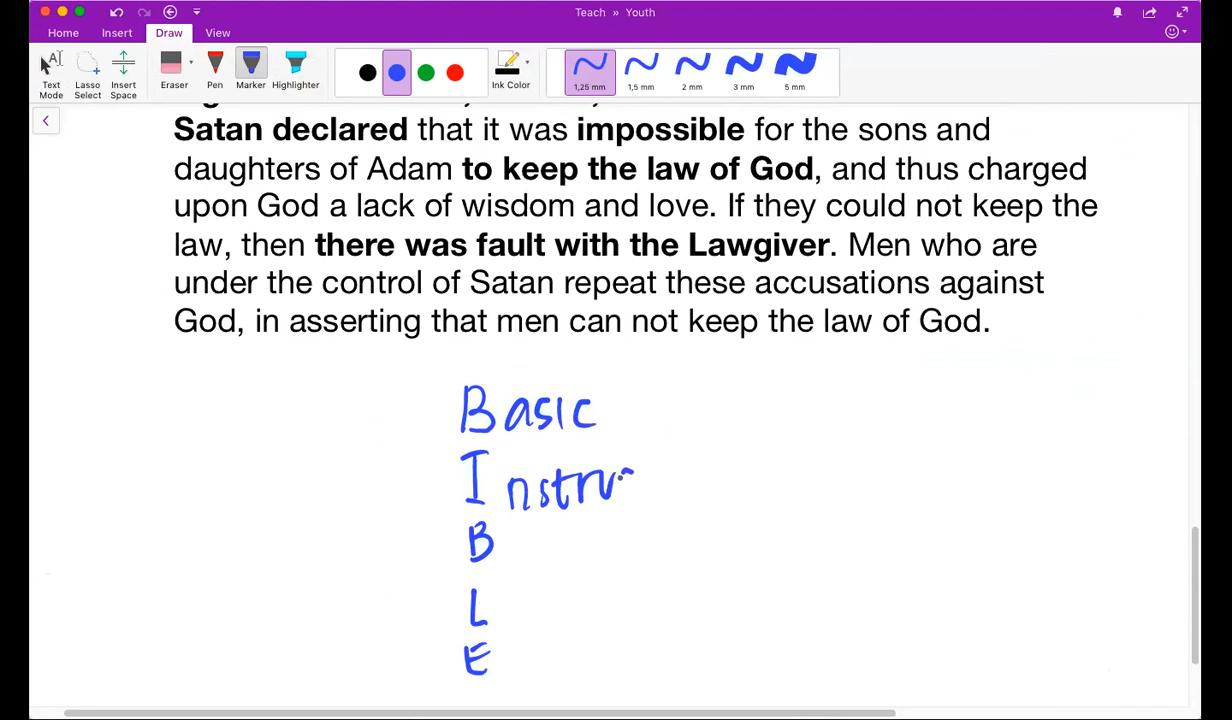 Teach » Youth
Home Insert Draw View
Text Mode Lasso Select Insert Space Eraser Pen Marker Highlighter Ink Color 1,25 mm 1,5 mm 2 mm 3 mm 5 mm
Satan declared that it was impossible for the sons and
daughters of Adam to keep the law of God, and thus charged
upon God a lack of wisdom and love. If they could not keep the
law, then there was fault with the Lawgiver. Men who are
under the control of Satan repeat these accusations against
God, in asserting that men can not keep the law of God.
Basic
Instru
B
L
E